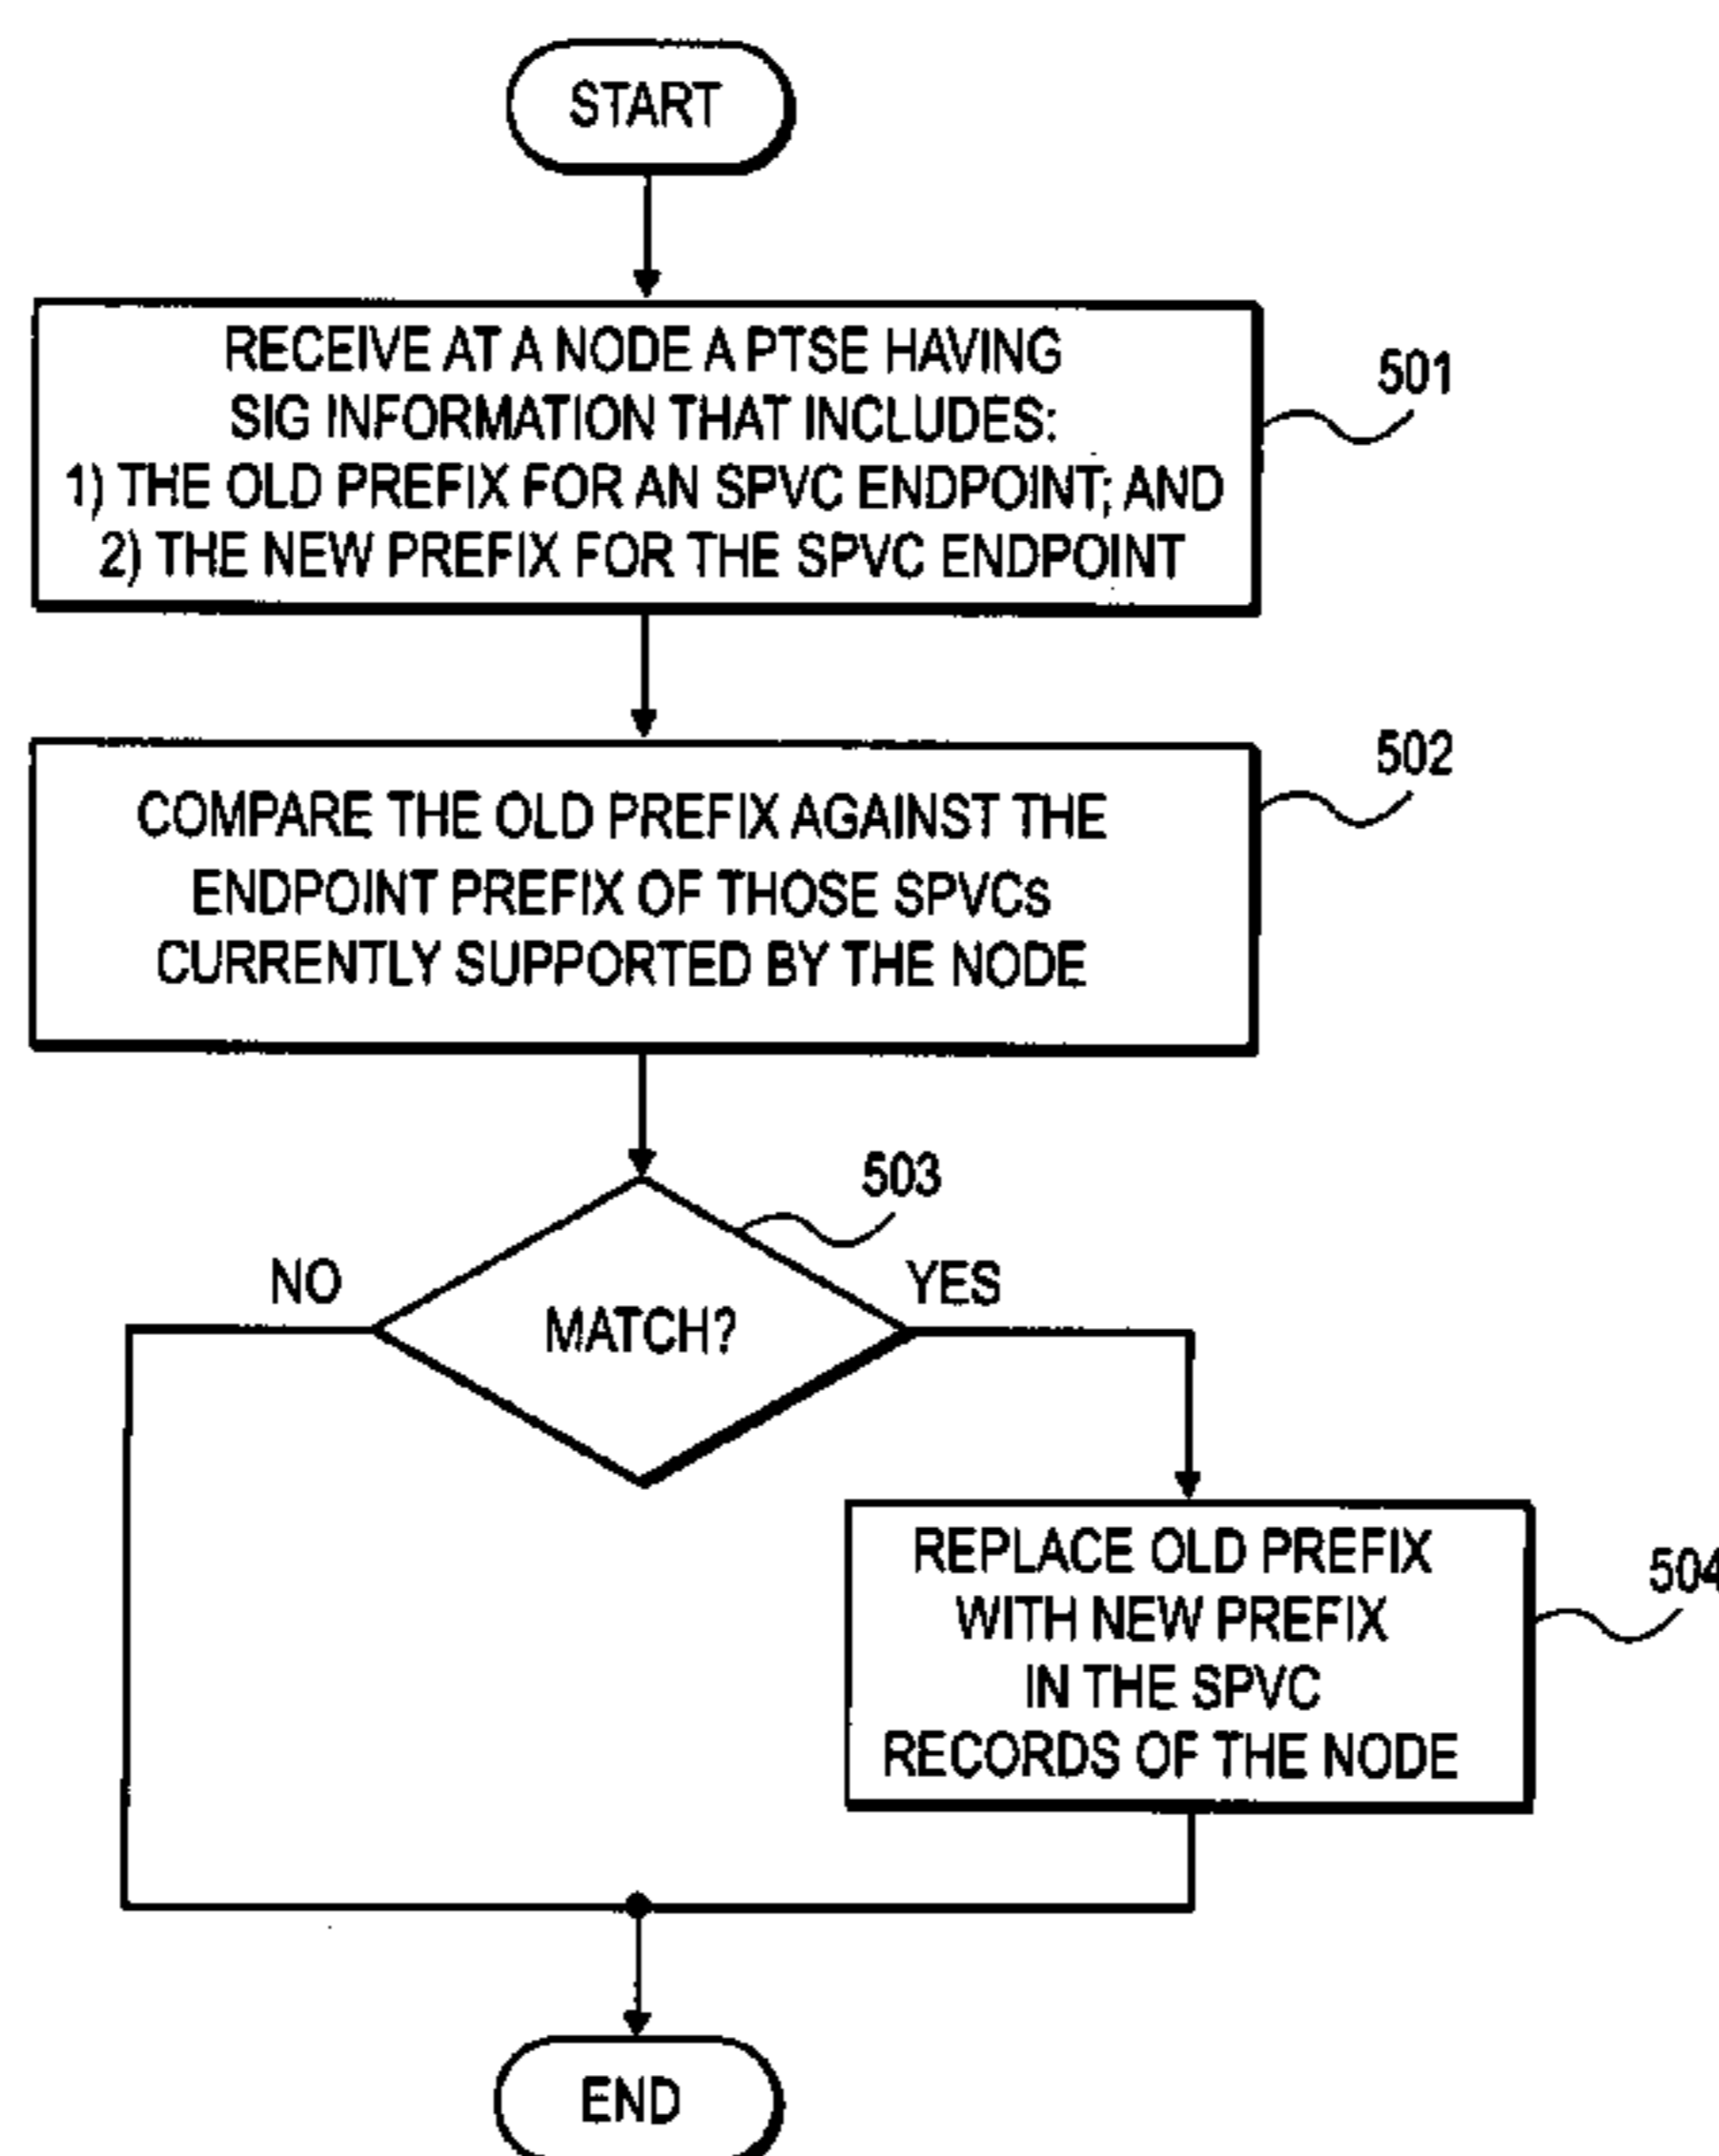 START
RECEIVE AT A NODE A PTSE HAVING
SIG INFORMATION THAT INCLUDES:
1) THE OLD PREFIX FOR AN SPVC ENDPOINT; AND
2) THE NEW PREFIX FOR THE SPVC ENDPOINT
501
COMPARE THE OLD PREFIX AGAINST THE
ENDPOINT PREFIX OF THOSE SPVCs
CURRENTLY SUPPORTED BY THE NODE
502
503
NO
MATCH?
YES
REPLACE OLD PREFIX
WITH NEW PREFIX
IN THE SPVC
RECORDS OF THE NODE
504
END